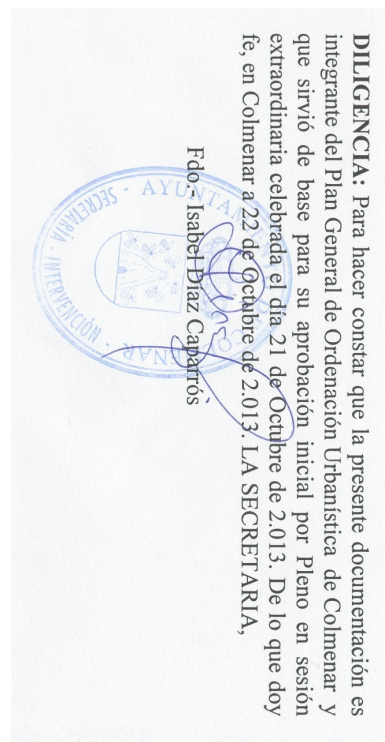 DILIGENCIA: Para hacer constar que la presente documentación es
integrante del Plan General de Ordenación Urbanística de Colmenar y
que sirvió de base para su aprobación inicial por Pleno en sesión
extraordinaria celebrada el día 21 de Octubre de 2.013. De lo que doy
fe, en Colmenar a 22 de Octubre de 2.013. LA SECRETARIA,
Fdo:- Isabel Díaz Caparròs
SECRETARÍA - INTERVENCIÓN